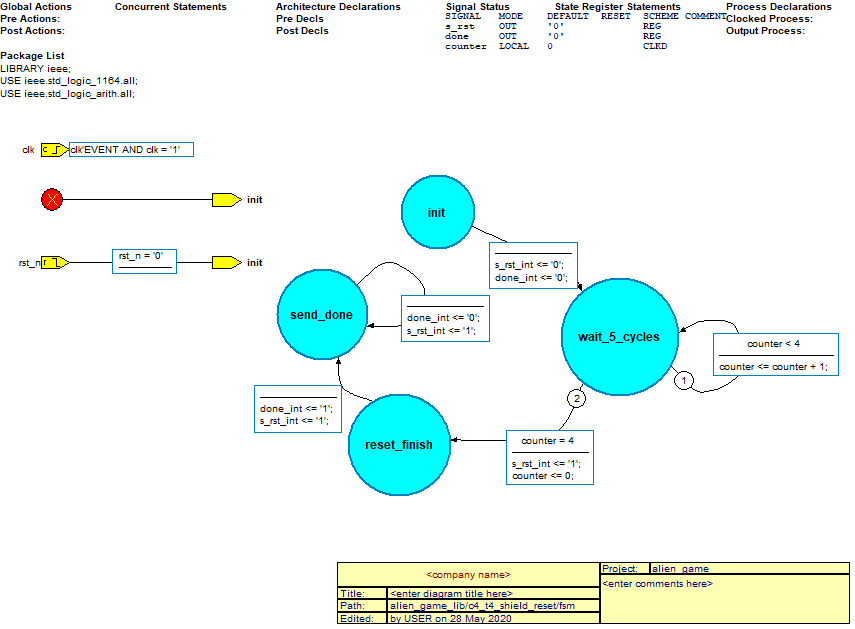 Global Actions
Pre Actions:
Post Actions:
Concurrent Statements
Architecture Declarations
Pre Decls
Post Decls
Signal Status
SIGNAL MODE
s_rst OUT
done OUT
counter LOCAL
State Register Statements
DEFAULT RESET SCHEME COMMENT
'0' REG
'0' REG
0 CLKD
Process Declarations
Clocked Process:
Output Process:
Package List
LIBRARY ieee;
USE ieee.std_logic_1164.all;
USE ieee.std_logic_arith.all;
clk
c
clk'EVENT AND clk = '1'
X
init
rst_n
r
rst_n = '0'
init
init
s_rst_int <= '0';
done_int <= '0';
send_done
done_int <= '0';
s_rst_int <= '1';
wait_5_cycles
counter < 4
counter <= counter + 1;
1
2
done_int <= '1';
s_rst_int <= '1';
reset_finish
counter = 4
s_rst_int <= '1';
counter <= 0;
<company name>
Project: alien_game
<enter comments here>
Title: <enter diagram title here>
Path: alien_game_lib/c4_t4_shield_reset/fsm
Edited: by USER on 28 May 2020